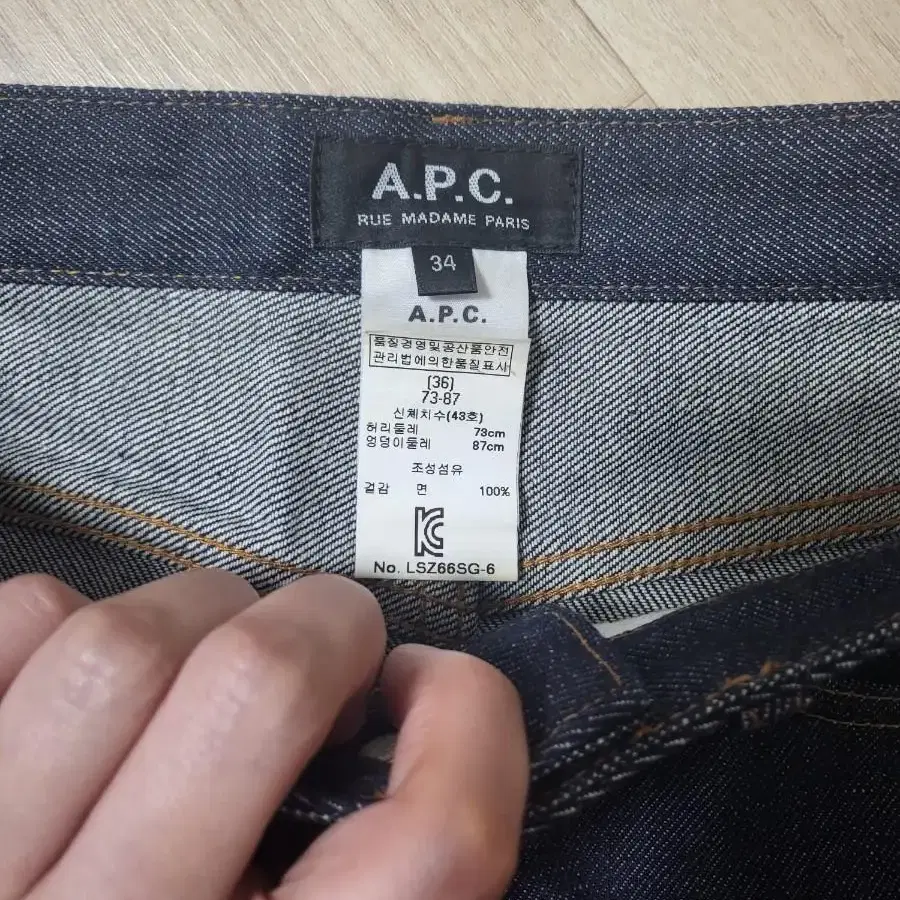 A.P.C.
RUE MADAME PARIS
34
A.P.C.
품질경영및공산품안전
관리법에의한품질표시
(36)
73-87
신체치수(43호)
허리둘레 73cm
엉덩이둘레 87cm
조성섬유
겉감 면 100%
KC
No. LSZ66SG-6